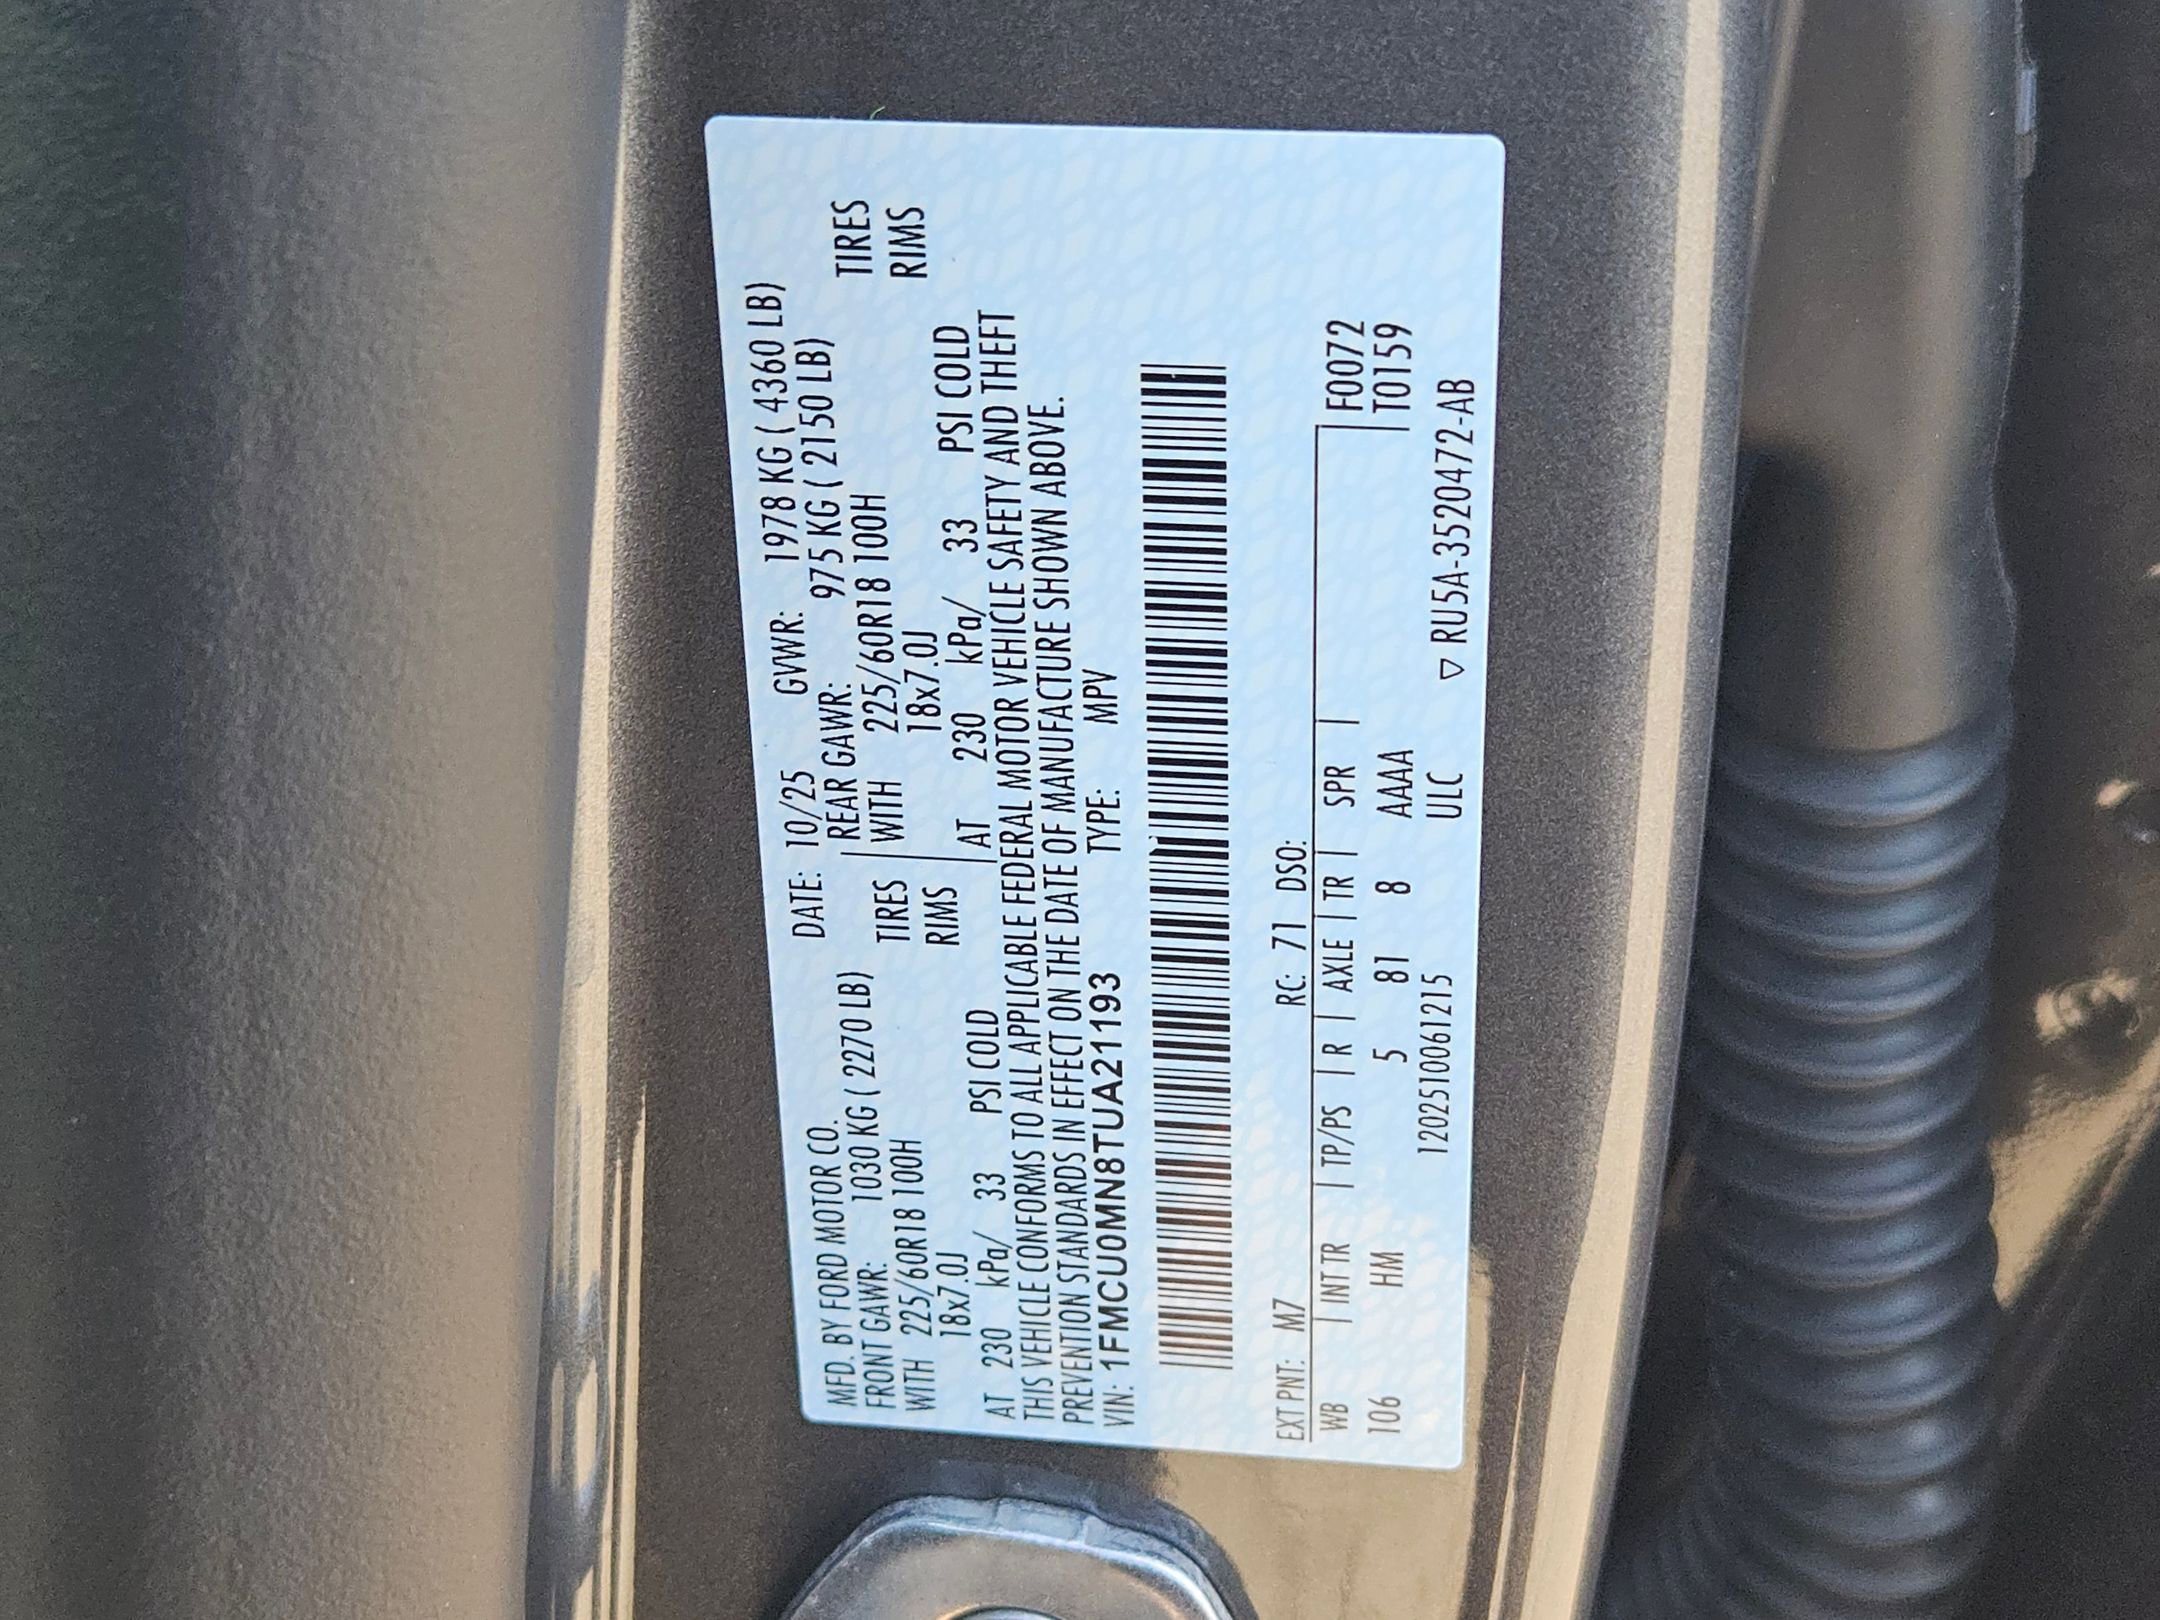 MFD. BY FORD MOTOR CO. DATE: 10/25 GVWR: 1978 KG ( 4360 LB)
FRONT GAWR: 1030 KG ( 2270 LB) REAR GAWR: 975 KG ( 2150 LB)
WITH 225/60R18 100H TIRES WITH 225/60R18 100H TIRES
18x7.0J RIMS 18x7.0J RIMS
AT 230 kPa/ 33 PSI COLD AT 230 kPa/ 33 PSI COLD
THIS VEHICLE CONFORMS TO ALL APPLICABLE FEDERAL MOTOR VEHICLE SAFETY AND THEFT
PREVENTION STANDARDS IN EFFECT ON THE DATE OF MANUFACTURE SHOWN ABOVE.
VIN: 1FMCU0MN8TUA21193 TYPE: MPV
EXT PNT: M7 RC: 71 DSO:
WB | INT TR | TP/PS | R | AXLE | TR | SPR | F0072
106 HM 5 81 8 AAAA T0159
1202510061215 ULC ▽ RU5A-3520472-AB